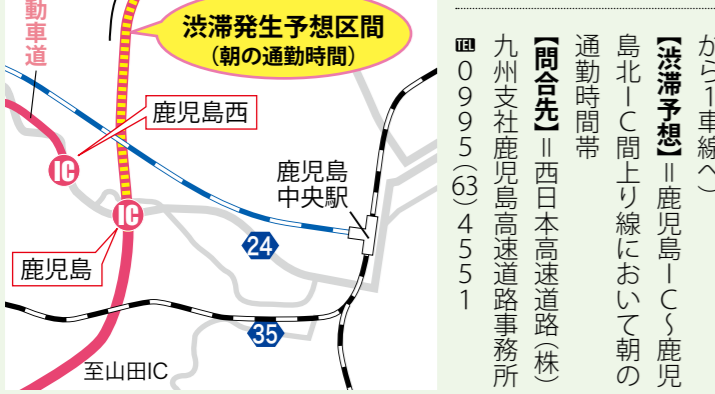 から1車線へ)
【渋滞予想】=鹿児島IC～鹿児
島北IC間上り線において朝の
通勤時間帯
【問合先】=西日本高速道路(株)
九州支社鹿児島高速道路事務所
TEL 0995(63)4551
動車道
渋滞発生予想区間
(朝の通勤時間)
鹿児島西
IC
鹿児島
中央駅
IC
24
鹿児島
35
至山田IC